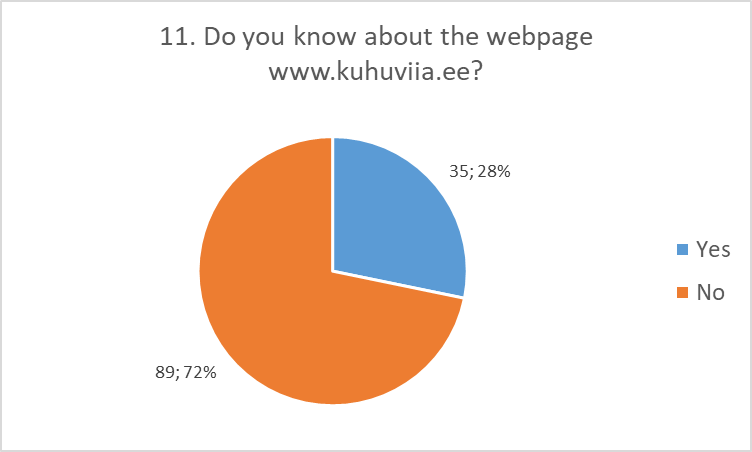 11. Do you know about the webpage
www.kuhuviia.ee?
35; 28%
89; 72%
Yes
No